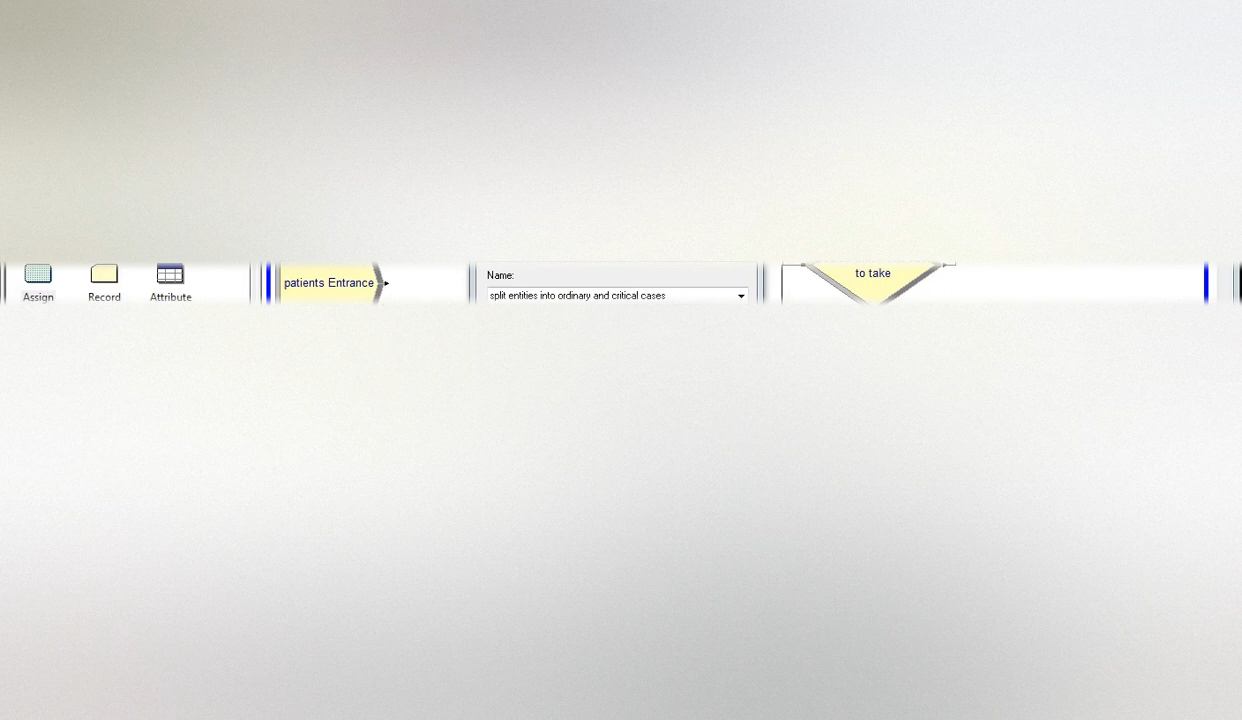 Assign Record Attribute
patients Entrance
Name:
split entities into ordinary and critical cases
to take